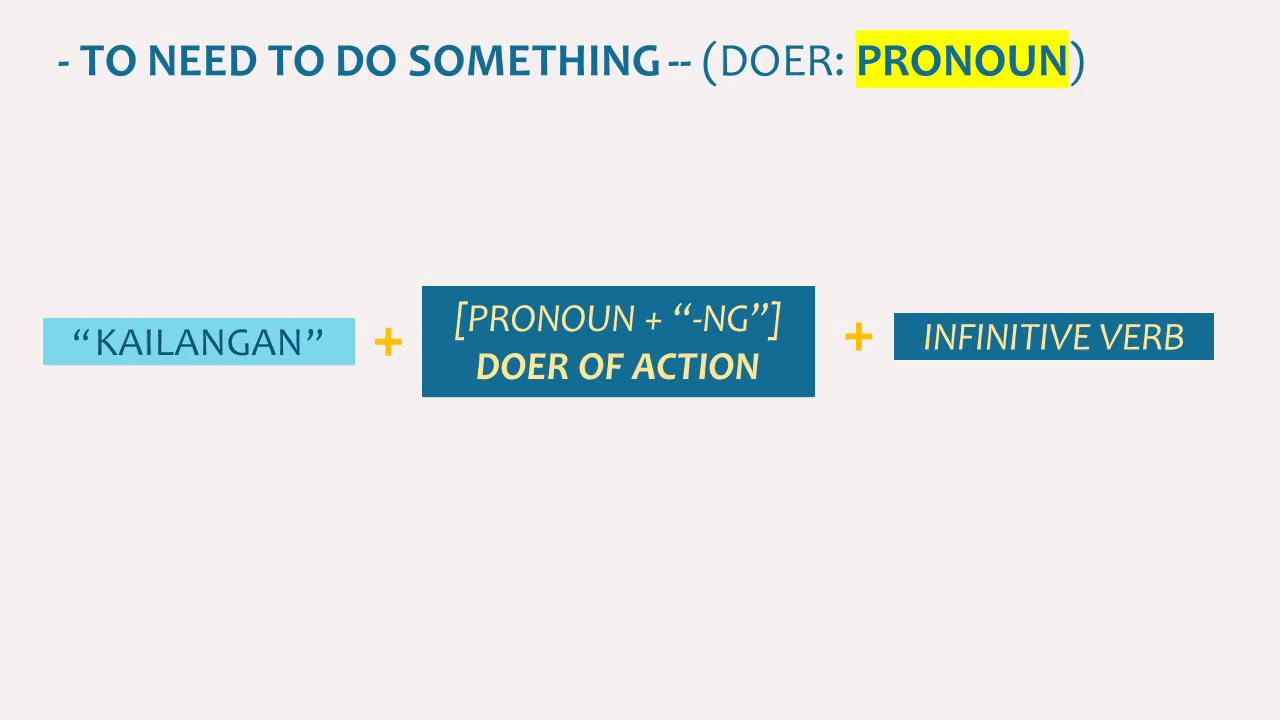 - TO NEED TO DO SOMETHING -- (DOER: PRONOUN)
“KAILANGAN” + [PRONOUN + “-NG”] DOER OF ACTION + INFINITIVE VERB